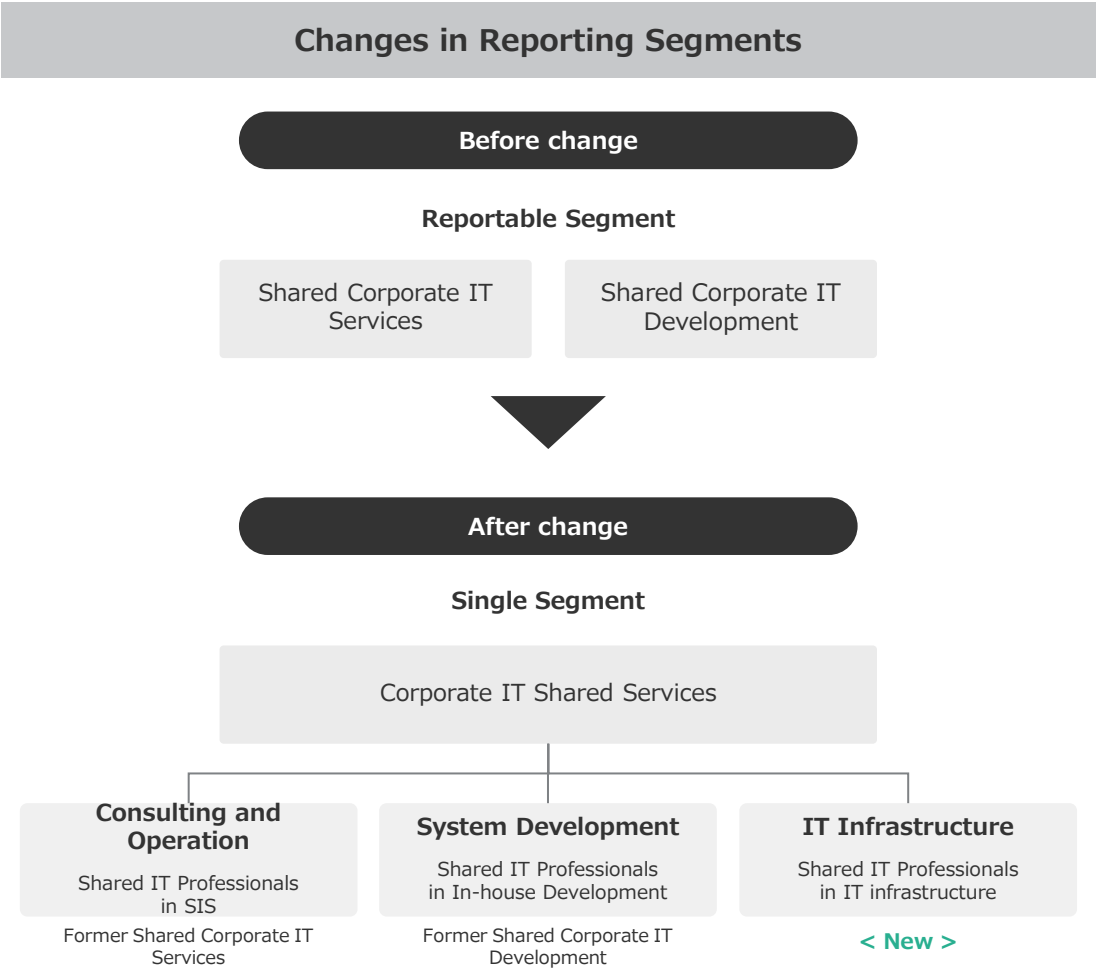 Changes in Reporting Segments
Before change
Reportable Segment
Shared Corporate IT
Services
Shared Corporate IT
Development
After change
Single Segment
Corporate IT Shared Services
Consulting and
Operation
Shared IT Professionals
in SIS
Former Shared Corporate IT
Services
System Development
Shared IT Professionals
in In-house Development
Former Shared Corporate IT
Development
IT Infrastructure
Shared IT Professionals
in IT infrastructure
< New >